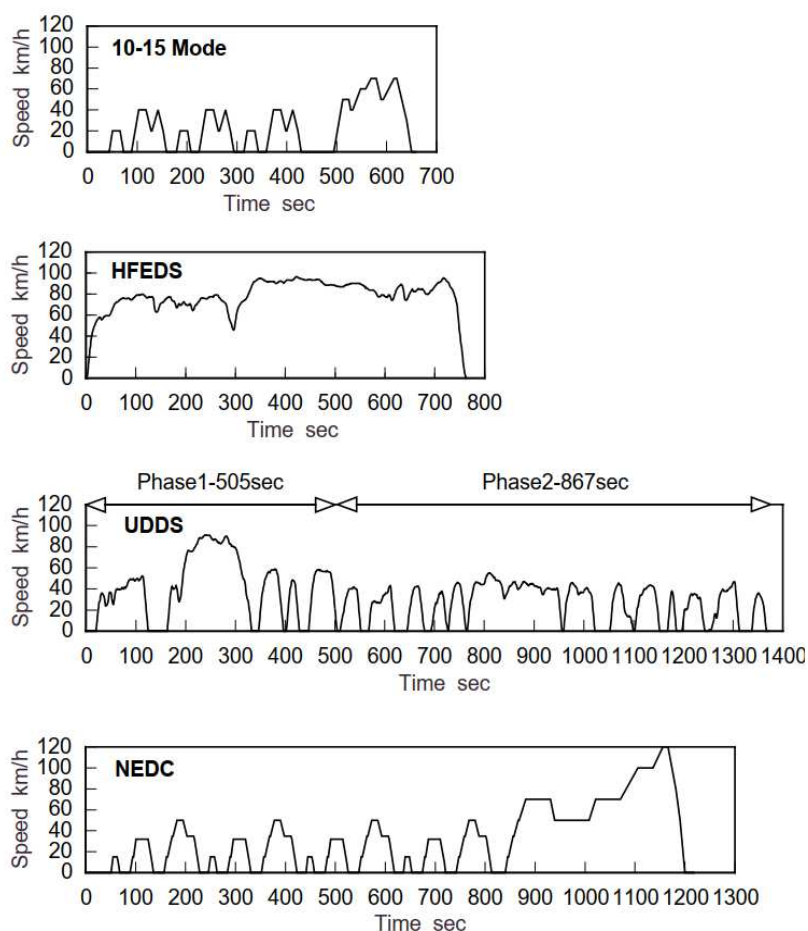 120
100
80
60
40
20
0
Speed km/h
10-15 Mode
0 100 200 300 400 500 600 700
Time sec
120
100
80
60
40
20
0
Speed km/h
HFEDS
0 100 200 300 400 500 600 700 800
Time sec
Phase1-505sec Phase2-867sec
120
100
80
60
40
20
0
Speed km/h
UDDS
0 100 200 300 400 500 600 700 800 900 1000 1100 1200 1300 1400
Time sec
120
100
80
60
40
20
0
Speed km/h
NEDC
0 100 200 300 400 500 600 700 800 900 1000 1100 1200 1300
Time sec